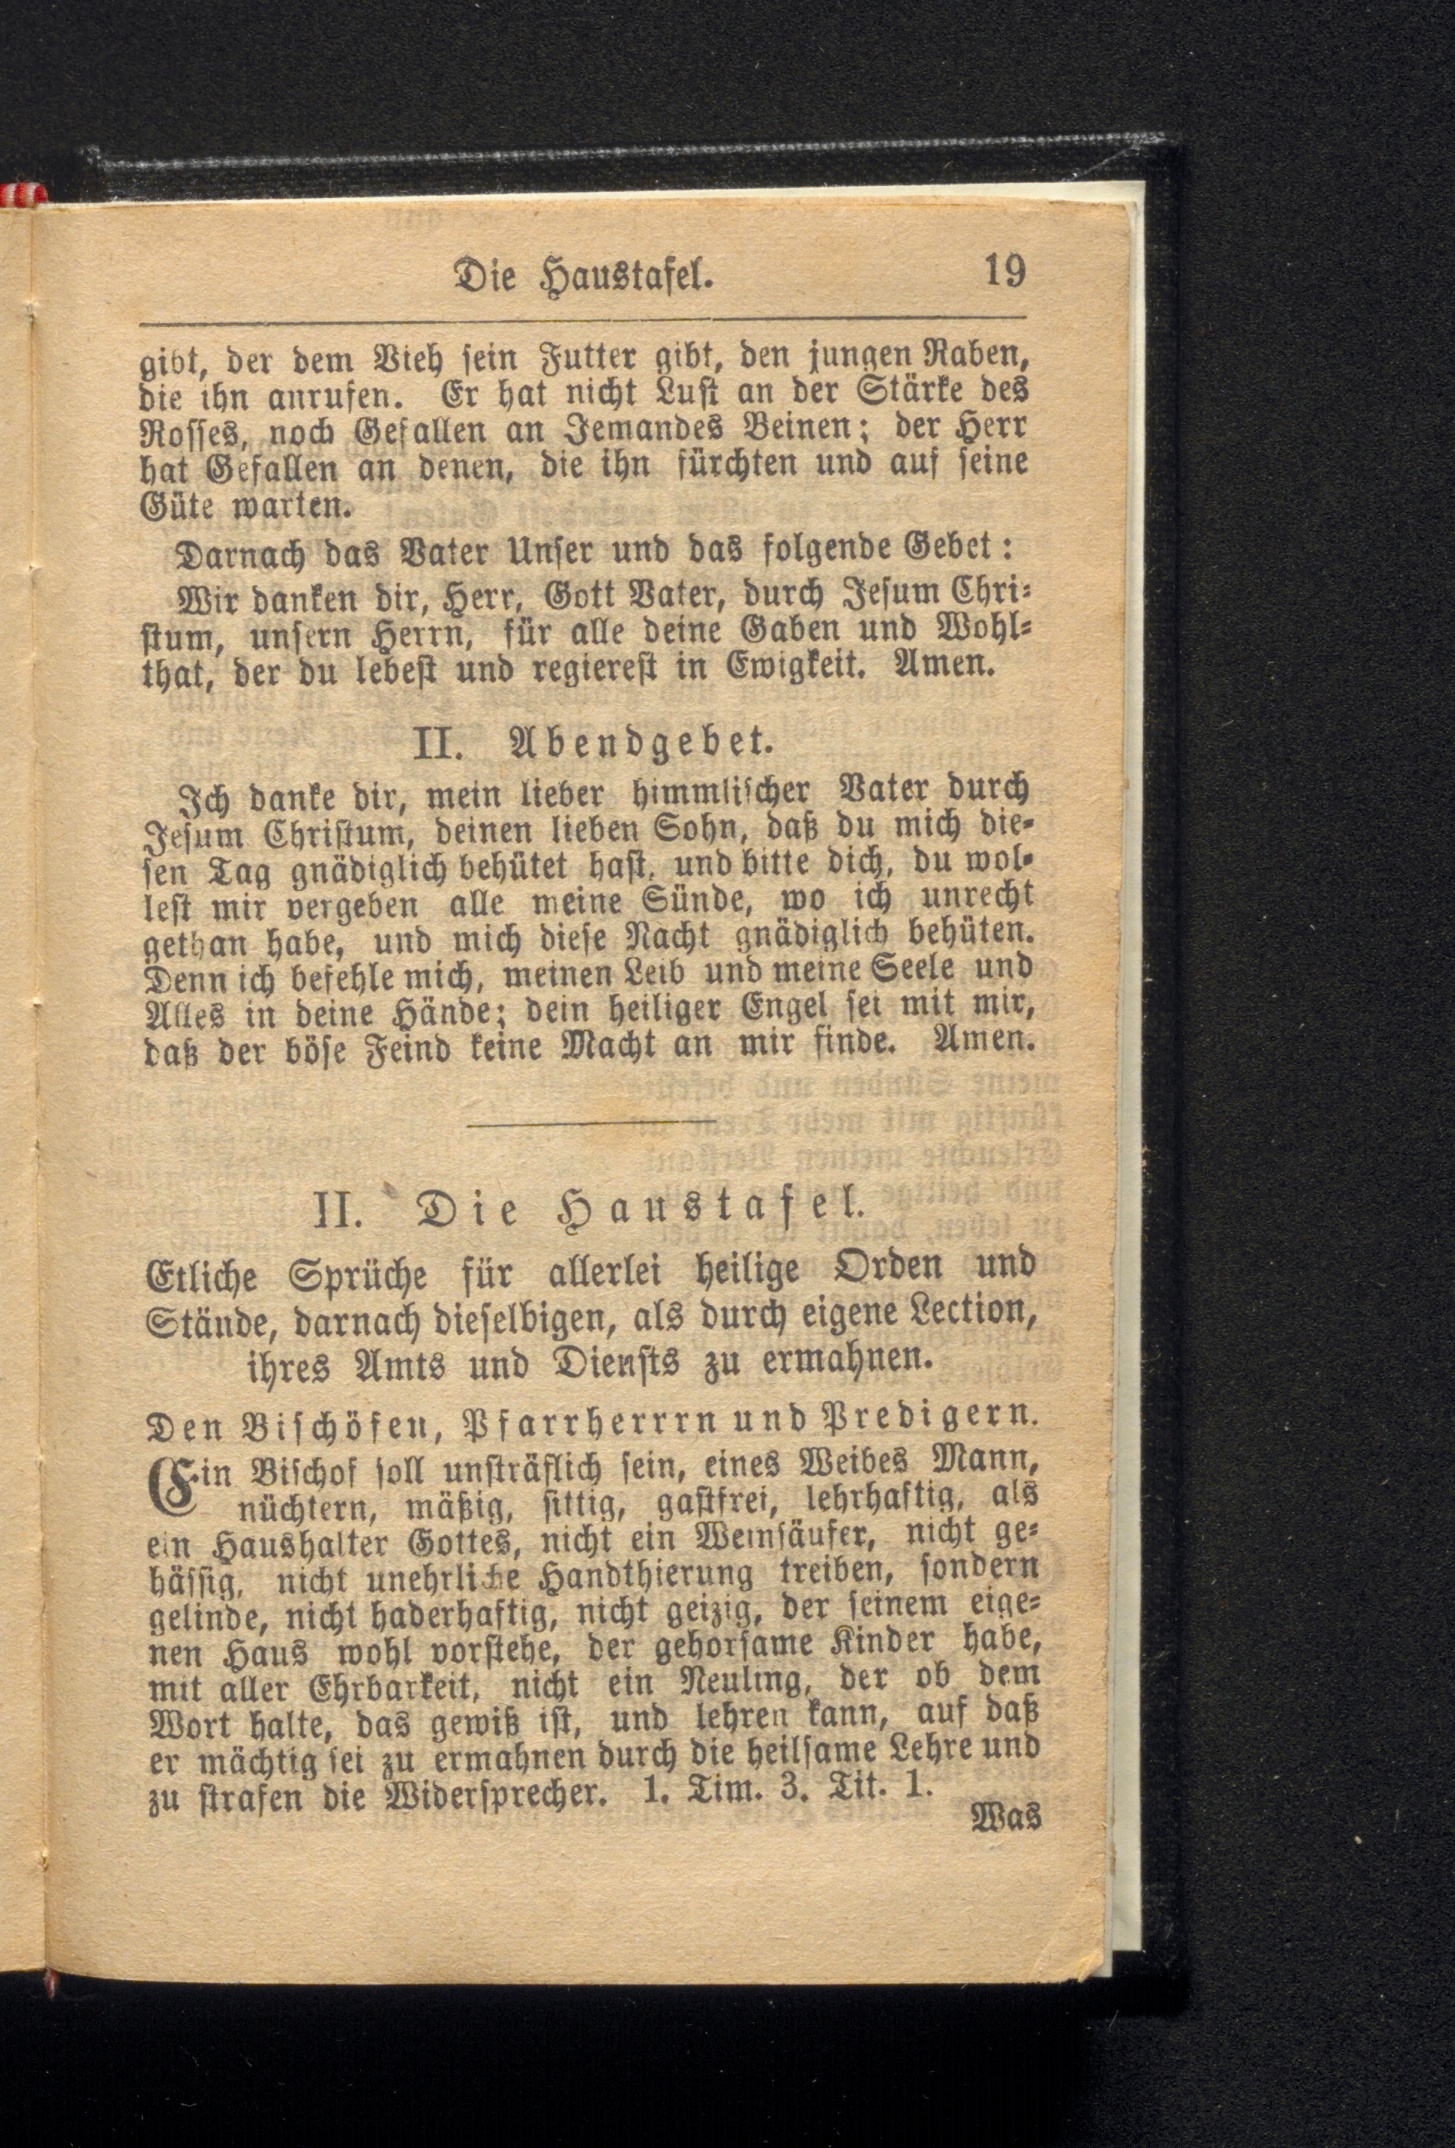 Die Haustafel. 19
gibt, der dem Vieh sein Futter gibt, den jungen Raben,
die ihn anrufen. Er hat nicht Lust an der Stärke des
Rosses, noch Gefallen an Jemandes Beinen; der Herr
hat Gefallen an denen, die ihn fürchten und auf seine
Güte warten.
Darnach das Vater Unser und das folgende Gebet:
Wir danken dir, Herr, Gott Vater, durch Jesum Chri-
stum, unsern Herrn, für alle deine Gaben und Wohl-
that, der du lebest und regierest in Ewigkeit. Amen.
II. Abendgebet.
Ich danke dir, mein lieber himmlischer Vater durch
Jesum Christum, deinen lieben Sohn, daß du mich die-
sen Tag gnädiglich behütet hast, und bitte dich, du wol-
lest mir vergeben alle meine Sünde, wo ich unrecht
gethan habe, und mich diese Nacht gnädiglich behüten.
Denn ich befehle mich, meinen Leib und meine Seele und
Alles in deine Hände; dein heiliger Engel sei mit mir,
daß der böse Feind keine Macht an mir finde. Amen.
II. Die Haustafel.
Etliche Sprüche für allerlei heilige Orden und
Stände, darnach dieselbigen, als durch eigene Lection,
ihres Amts und Diensts zu ermahnen.
Den Bischöfen, Pfarrherrrn und Predigern.
Ein Bischof soll unsträflich sein, eines Weibes Mann,
nüchtern, mäßig, sittig, gastfrei, lehrhaftig, als
ein Haushalter Gottes, nicht ein Weinsäufer, nicht ge-
hässig, nicht unehrliche Handthierung treiben, sondern
gelinde, nicht haderhaftig, nicht geizig, der seinem eige-
nen Haus wohl vorstehe, der gehorsame Kinder habe,
mit aller Ehrbarkeit, nicht ein Neuling, der ob dem
Wort halte, das gewiß ist, und lehren kann, auf daß
er mächtig sei zu ermahnen durch die heilsame Lehre und
zu strafen die Widersprecher. 1. Tim. 3. Tit. 1.
Was